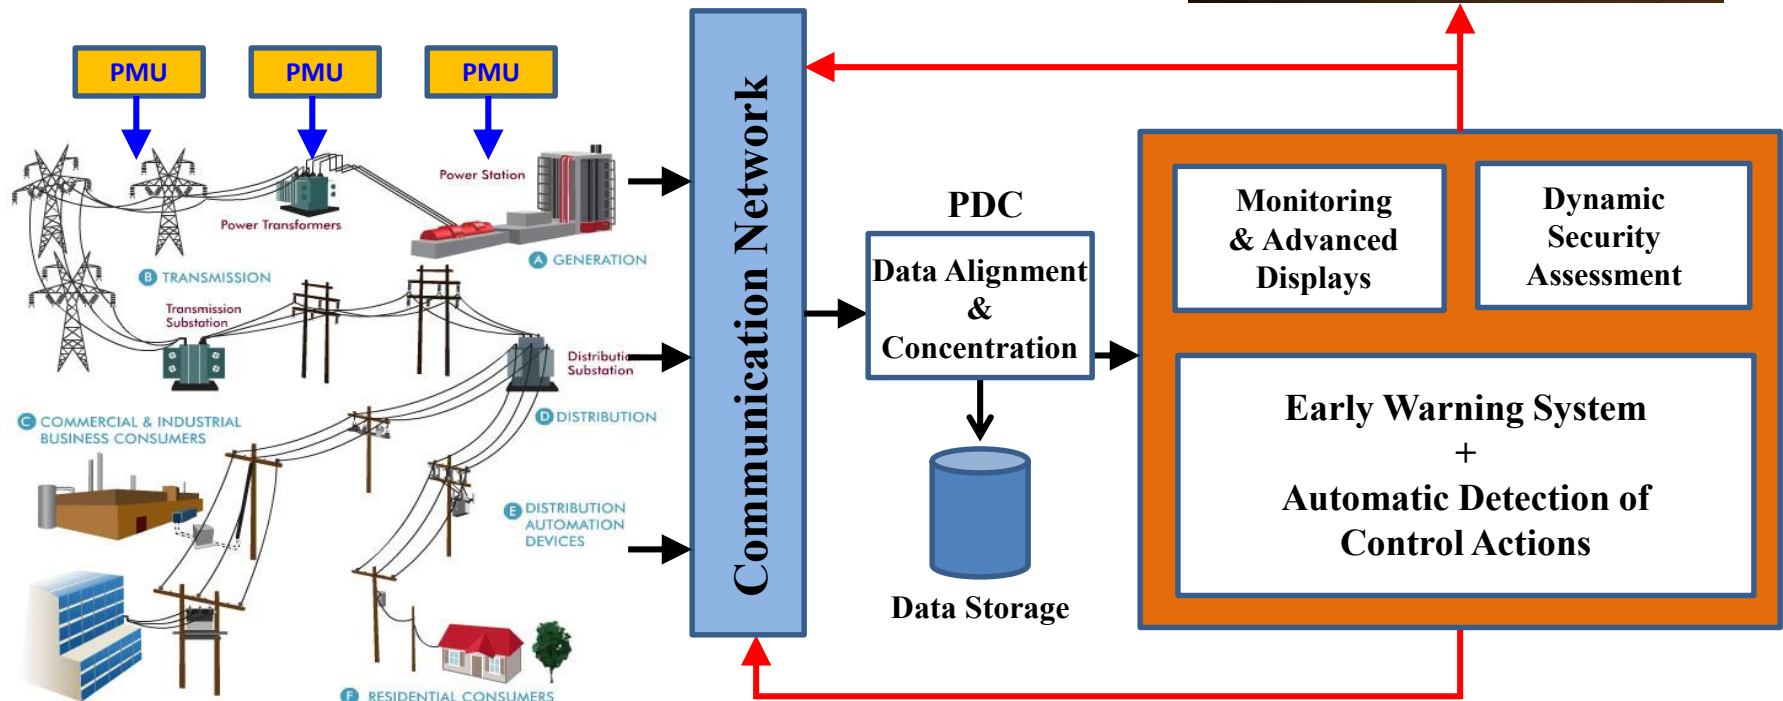 PMU
PMU
PMU
Power Station
Power Transformers
A GENERATION
B TRANSMISSION
Transmission
Substation
Distribution
Substation
C COMMERCIAL & INDUSTRIAL
BUSINESS CONSUMERS
D DISTRIBUTION
E DISTRIBUTION
AUTOMATION
DEVICES
F RESIDENTIAL CONSUMERS
Communication Network
PDC
Data Alignment
&
Concentration
Data Storage
Monitoring
& Advanced
Displays
Dynamic
Security
Assessment
Early Warning System
+
Automatic Detection of
Control Actions